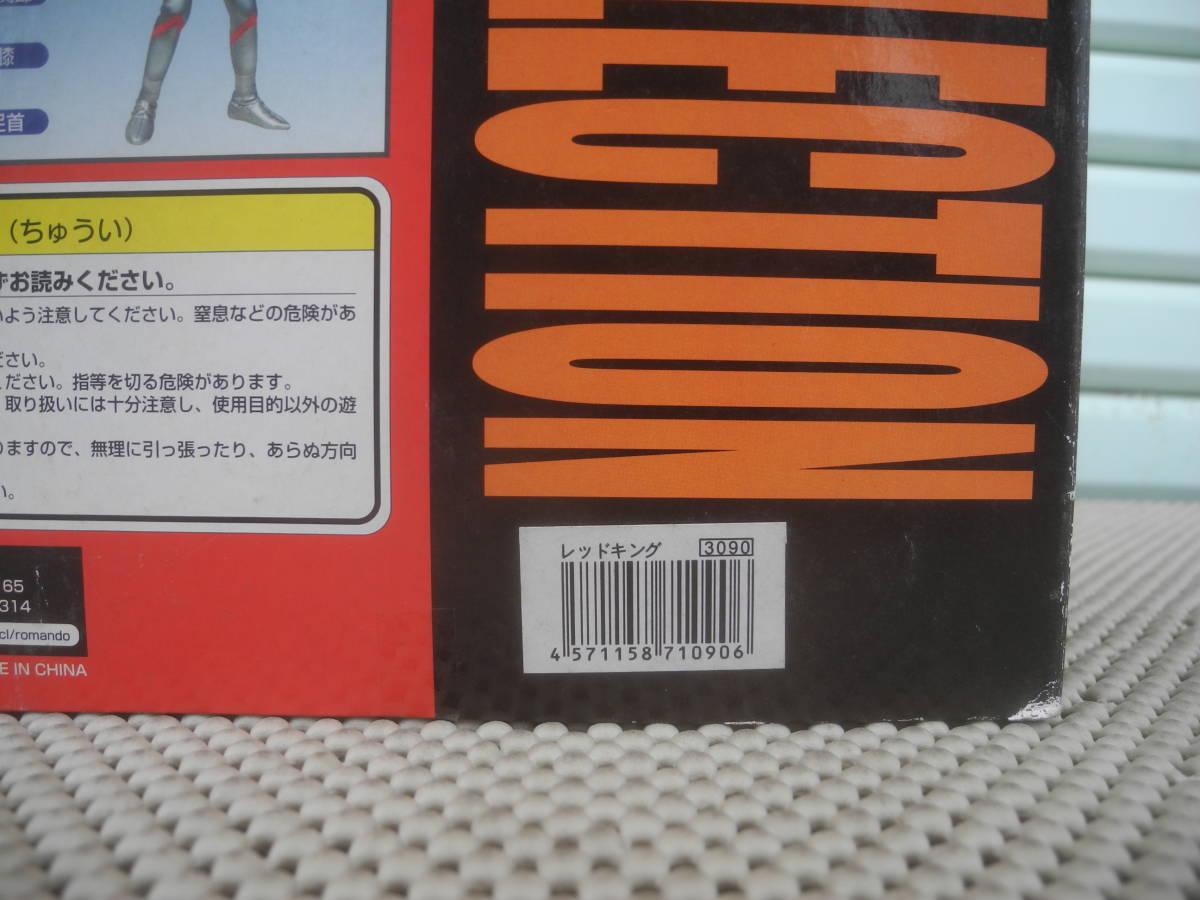 膝
足首
（ちゅうい）
お読みください。
よう注意してください。窒息などの危険があ
ださい。
ください。指等を切る危険があります。
取り扱いには十分注意し、使用目的以外の遊
りますので、無理に引っ張ったり、あらぬ方向
い。
65
314
cl/romando
E IN CHINA
ECTION
レッドキング 3090
4 571158 710906